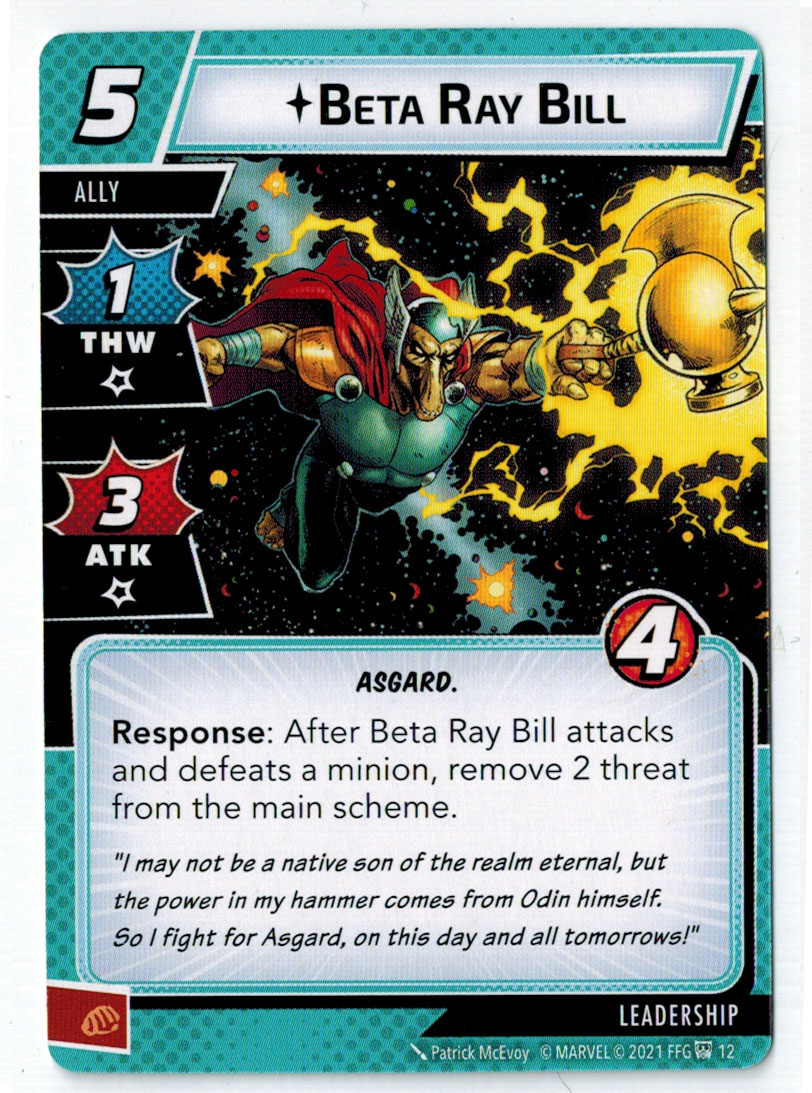 5
BETA RAY BILL
ALLY
1
THW
3
ATK
4
ASGARD.
Response: After Beta Ray Bill attacks
and defeats a minion, remove 2 threat
from the main scheme.
"I may not be a native son of the realm eternal, but
the power in my hammer comes from Odin himself.
So I fight for Asgard, on this day and all tomorrows!"
LEADERSHIP
Patrick McEvoy © MARVEL © 2021 FFG 12